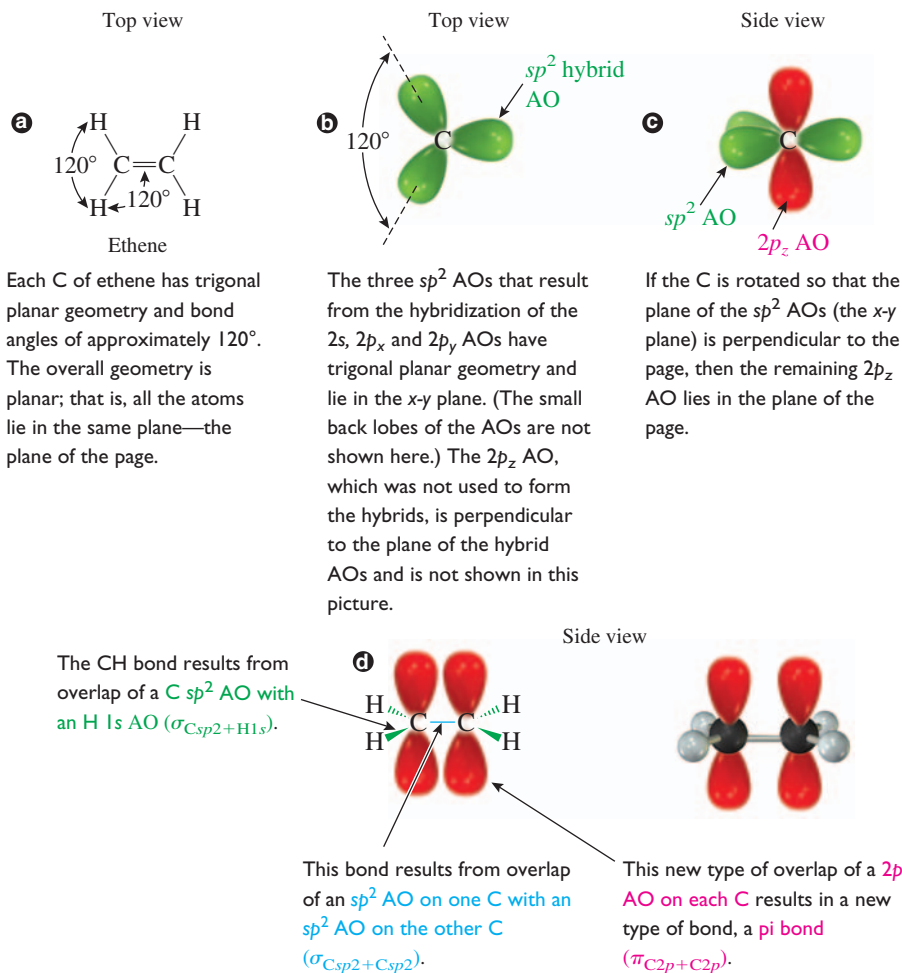 Top view
Top view
Side view
a
H
H
120°
C
C
120°
H
H
Ethene
Each C of ethene has trigonal
planar geometry and bond
angles of approximately 120°.
The overall geometry is
planar; that is, all the atoms
lie in the same plane—the
plane of the page.
b
sp² hybrid
AO
120°
C
The three sp² AOs that result
from the hybridization of the
2s, 2pₓ and 2p_y AOs have
trigonal planar geometry and
lie in the x-y plane. (The small
back lobes of the AOs are not
shown here.) The 2p_z AO,
which was not used to form
the hybrids, is perpendicular
to the plane of the hybrid
AOs and is not shown in this
picture.
c
C
sp² AO
2p_z AO
If the C is rotated so that the
plane of the sp² AOs (the x-y
plane) is perpendicular to the
page, then the remaining 2p_z
AO lies in the plane of the
page.
Side view
The CH bond results from
overlap of a C sp² AO with
an H 1s AO (σCsp2+H1s).
d
H
H
C
C
H
H
This bond results from overlap
of an sp² AO on one C with an
sp² AO on the other C
(σCsp2+Csp2).
This new type of overlap of a 2p
AO on each C results in a new
type of bond, a pi bond
(πC2p+C2p).